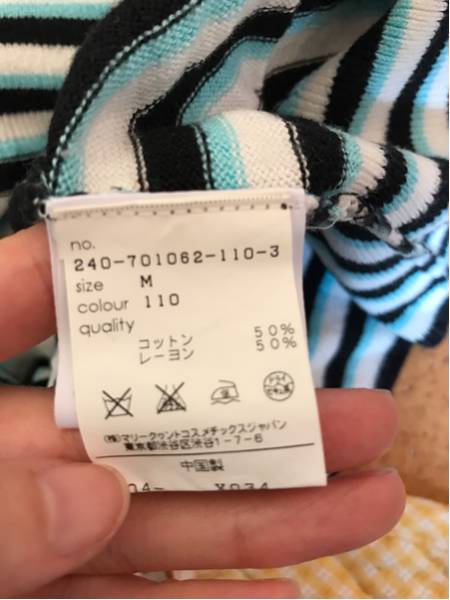 no.
240-701062-110-3
size M
colour 110
quality
コットン 50%
レーヨン 50%
(株)マリークヮントコスメチックスジャパン
東京都渋谷区渋谷1-7-6
中国製